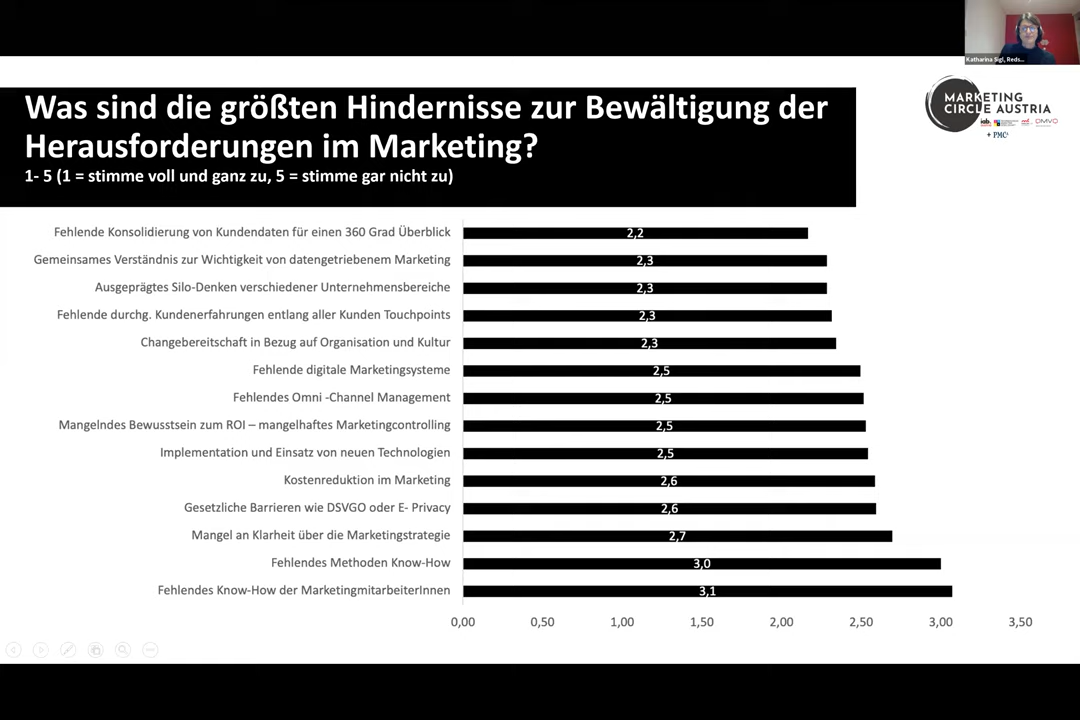 Katharina Sigl, Reds...
Was sind die größten Hindernisse zur Bewältigung der
Herausforderungen im Marketing?
1- 5 (1 = stimme voll und ganz zu, 5 = stimme gar nicht zu)
MARKETING
CIRCLE AUSTRIA
iab.
DMVÖ
+ PMC
Fehlende Konsolidierung von Kundendaten für einen 360 Grad Überblick 2,2
Gemeinsames Verständnis zur Wichtigkeit von datengetriebenem Marketing 2,3
Ausgeprägtes Silo-Denken verschiedener Unternehmensbereiche 2,3
Fehlende durchg. Kundenerfahrungen entlang aller Kunden Touchpoints 2,3
Changebereitschaft in Bezug auf Organisation und Kultur 2,3
Fehlende digitale Marketingsysteme 2,5
Fehlendes Omni -Channel Management 2,5
Mangelndes Bewusstsein zum ROI – mangelhaftes Marketingcontrolling 2,5
Implementation und Einsatz von neuen Technologien 2,5
Kostenreduktion im Marketing 2,6
Gesetzliche Barrieren wie DSVGO oder E- Privacy 2,6
Mangel an Klarheit über die Marketingstrategie 2,7
Fehlendes Methoden Know-How 3,0
Fehlendes Know-How der MarketingmitarbeiterInnen 3,1
0,00 0,50 1,00 1,50 2,00 2,50 3,00 3,50